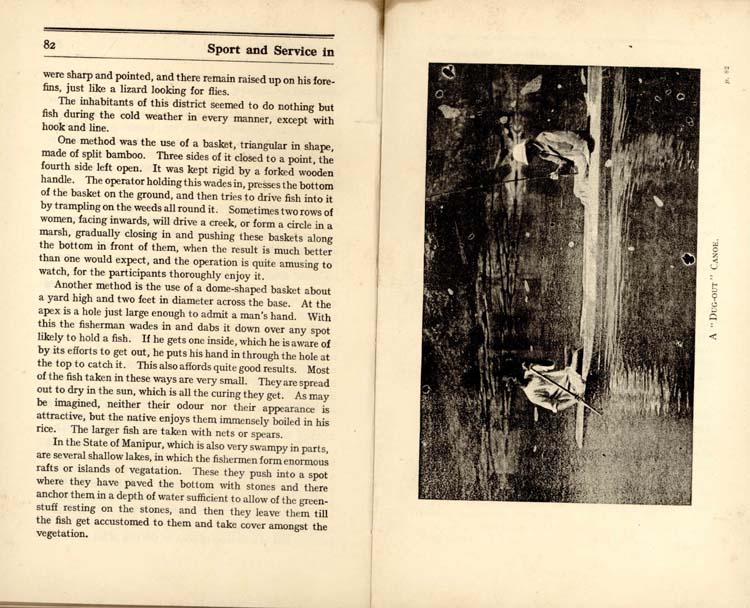 82
Sport and Service in
were sharp and pointed, and there remain raised up on his fore-
fins, just like a lizard looking for flies.
The inhabitants of this district seemed to do nothing but
fish during the cold weather in every manner, except with
hook and line.
One method was the use of a basket, triangular in shape,
made of split bamboo. Three sides of it closed to a point, the
fourth side left open. It was kept rigid by a forked wooden
handle. The operator holding this wades in, presses the bottom
of the basket on the ground, and then tries to drive fish into it
by trampling on the weeds all round it. Sometimes two rows of
women, facing inwards, will drive a creek, or form a circle in a
marsh, gradually closing in and pushing these baskets along
the bottom in front of them, when the result is much better
than one would expect, and the operation is quite amusing to
watch, for the participants thoroughly enjoy it.
Another method is the use of a dome-shaped basket about
a yard high and two feet in diameter across the base. At the
apex is a hole just large enough to admit a man's hand. With
this the fisherman wades in and dabs it down over any spot
likely to hold a fish. If he gets one inside, which he is aware of
by its efforts to get out, he puts his hand in through the hole at
the top to catch it. This also affords quite good results. Most
of the fish taken in these ways are very small. They are spread
out to dry in the sun, which is all the curing they get. As may
be imagined, neither their odour nor their appearance is
attractive, but the native enjoys them immensely boiled in his
rice. The larger fish are taken with nets or spears.
In the State of Manipur, which is also very swampy in parts,
are several shallow lakes, in which the fishermen form enormous
rafts or islands of vegatation. These they push into a spot
where they have paved the bottom with stones and there
anchor them in a depth of water sufficient to allow of the green-
stuff resting on the stones, and then they leave them till
the fish get accustomed to them and take cover amongst the
vegetation.
p. 82
A "Dug-out" Canoe.